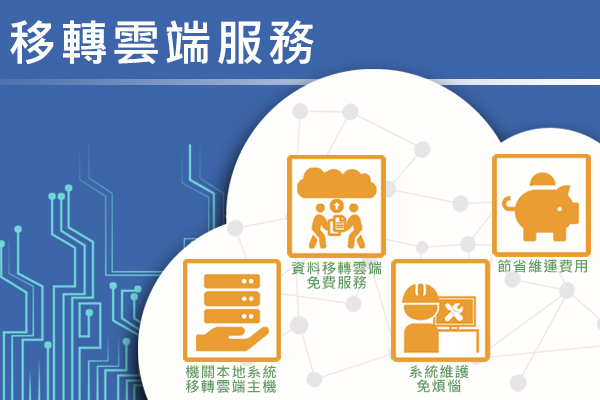 移轉雲端服務
資料移轉雲端
免費服務
節省維運費用
機關本地系統
移轉雲端主機
系統維護
免煩惱